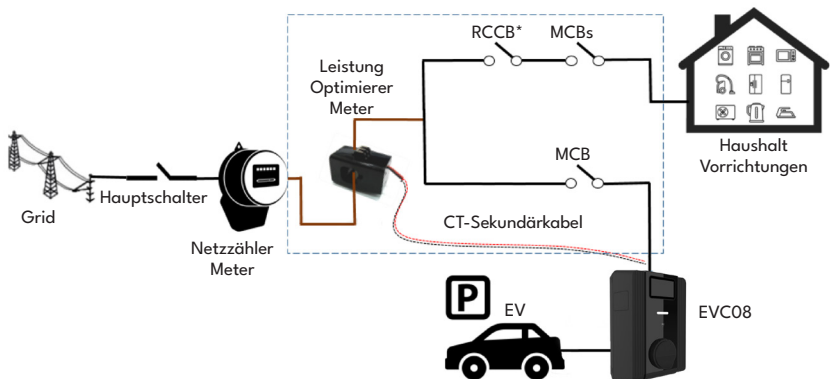 RCCB*
MCBs
Leistung
Optimierer
Meter
MCB
Haushalt
Vorrichtungen
Hauptschalter
Grid
Netzzähler
Meter
CT-Sekundärkabel
P
EV
EVC08